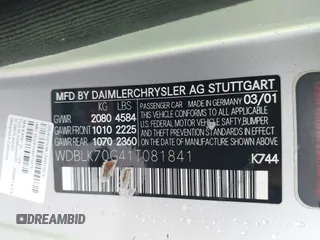 MFD BY DAIMLERCHRYSLER AG STUTTGART
KG LBS
GVWR 2080 4584
GAWR FRONT 1010 2225
GAWR REAR 1070 2360
PASSENGER CAR MADE IN GERMANY 03/01
THIS VEHICLE CONFORMS TO ALL APPLICABLE
U.S. FEDERAL MOTOR VEHICLE SAFETY/BUMPER
AND THEFT PREVENTION STANDARDS IN EFFECT
ON THE DATE OF MANUFACTURE SHOWN ABOVE
WDBLK70G41T081841
K744
DREAMBID